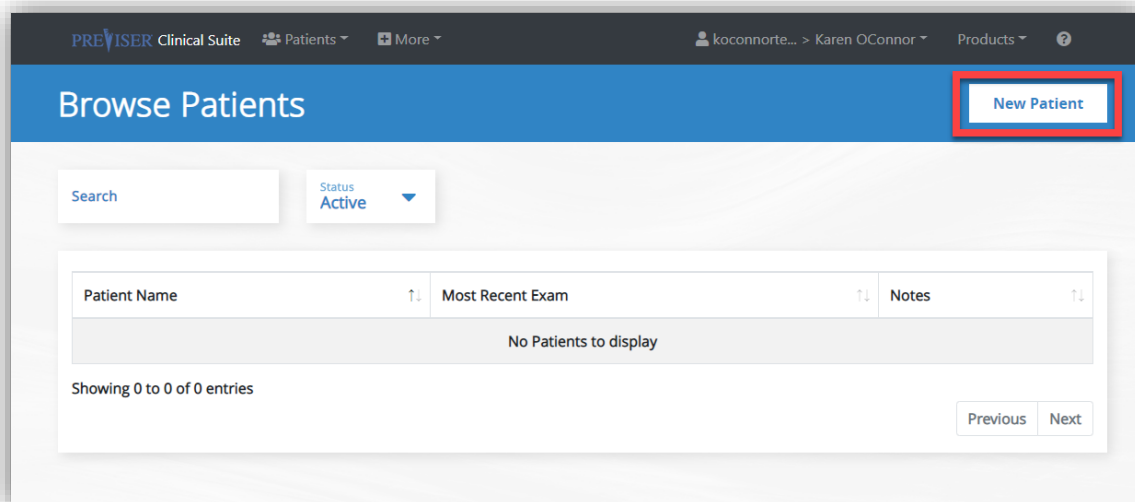 PREVISER Clinical Suite Patients More koconnorte... > Karen OConnor Products ?
Browse Patients New Patient
Search Status
Active
Patient Name Most Recent Exam Notes
No Patients to display
Showing 0 to 0 of 0 entries
Previous Next